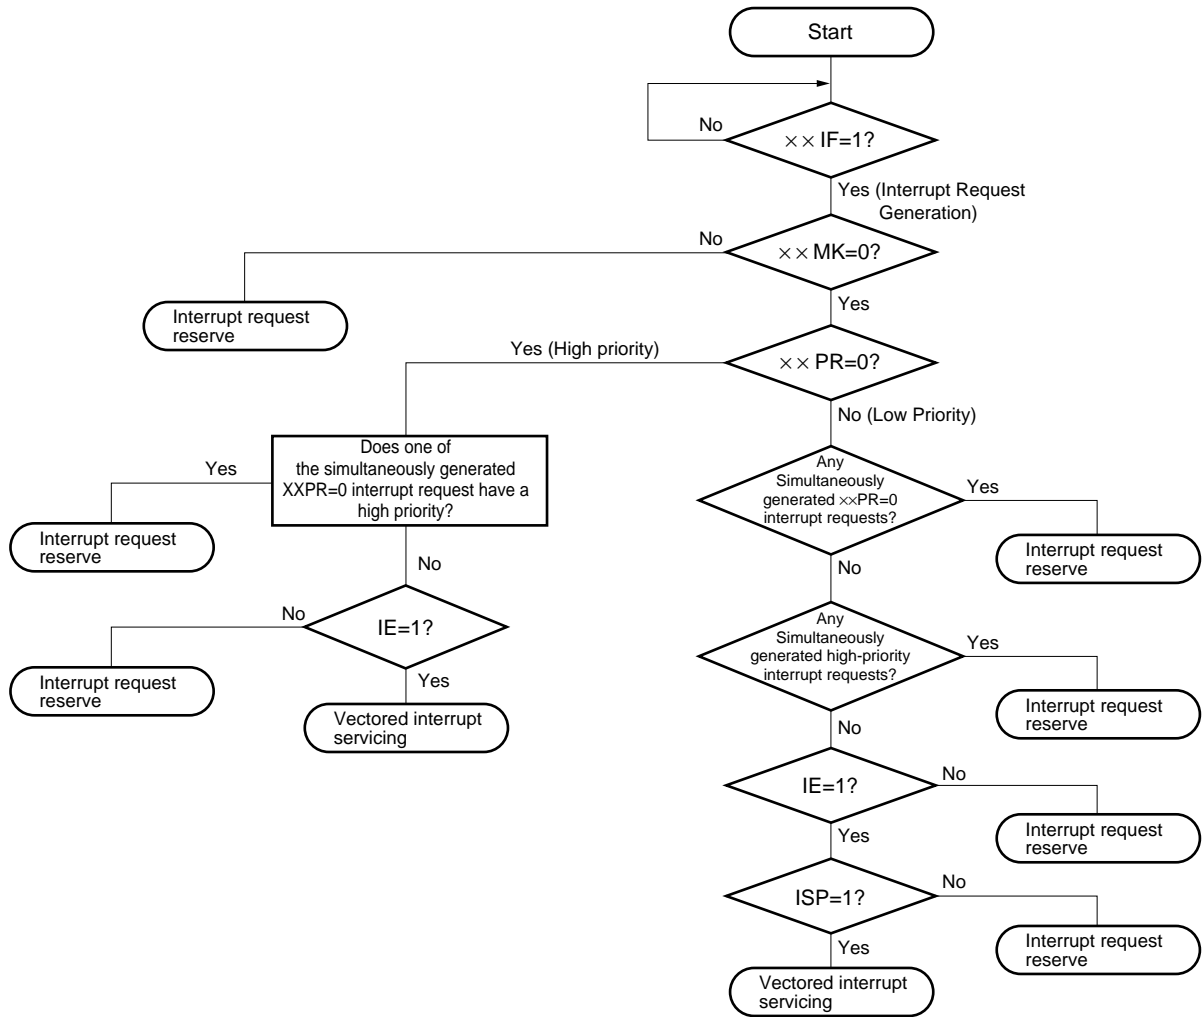 Start
No
×× IF=1?
Yes (Interrupt Request
Generation)
No
×× MK=0?
Interrupt request
reserve
Yes
Yes (High priority)
×× PR=0?
No (Low Priority)
Does one of
the simultaneously generated
XXPR=0 interrupt request have a
high priority?
Yes
Interrupt request
reserve
Any
Simultaneously
generated ××PR=0
interrupt requests?
Yes
Interrupt request
reserve
No
No
IE=1?
No
Interrupt request
reserve
Yes
Vectored interrupt
servicing
Any
Simultaneously
generated high-priority
interrupt requests?
Yes
Interrupt request
reserve
No
IE=1?
No
Interrupt request
reserve
Yes
ISP=1?
No
Interrupt request
reserve
Yes
Vectored interrupt
servicing